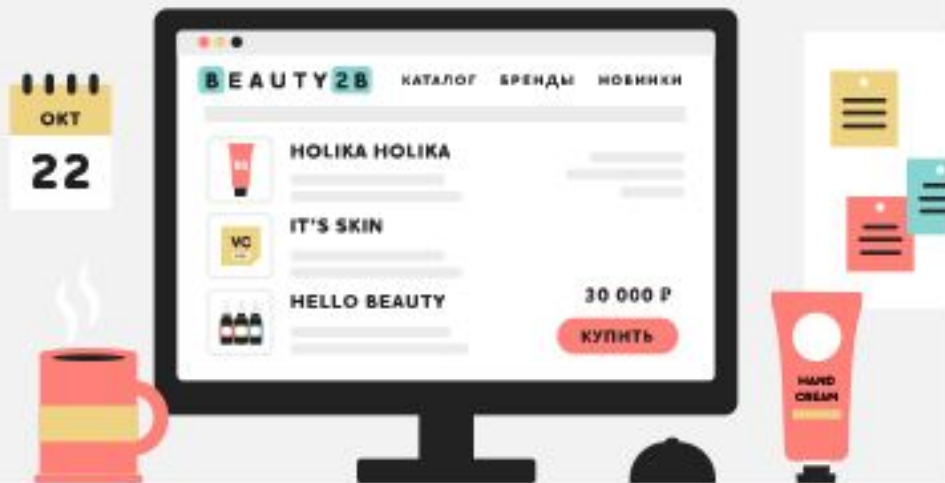 ОКТ
22
BEAUTY2B
КАТАЛОГ БРЕНДЫ НОВИНКИ
HOLIKA HOLIKA
IT'S SKIN
VC
HELLO BEAUTY
30 000 ₽
КУПИТЬ
HAND
CREAM